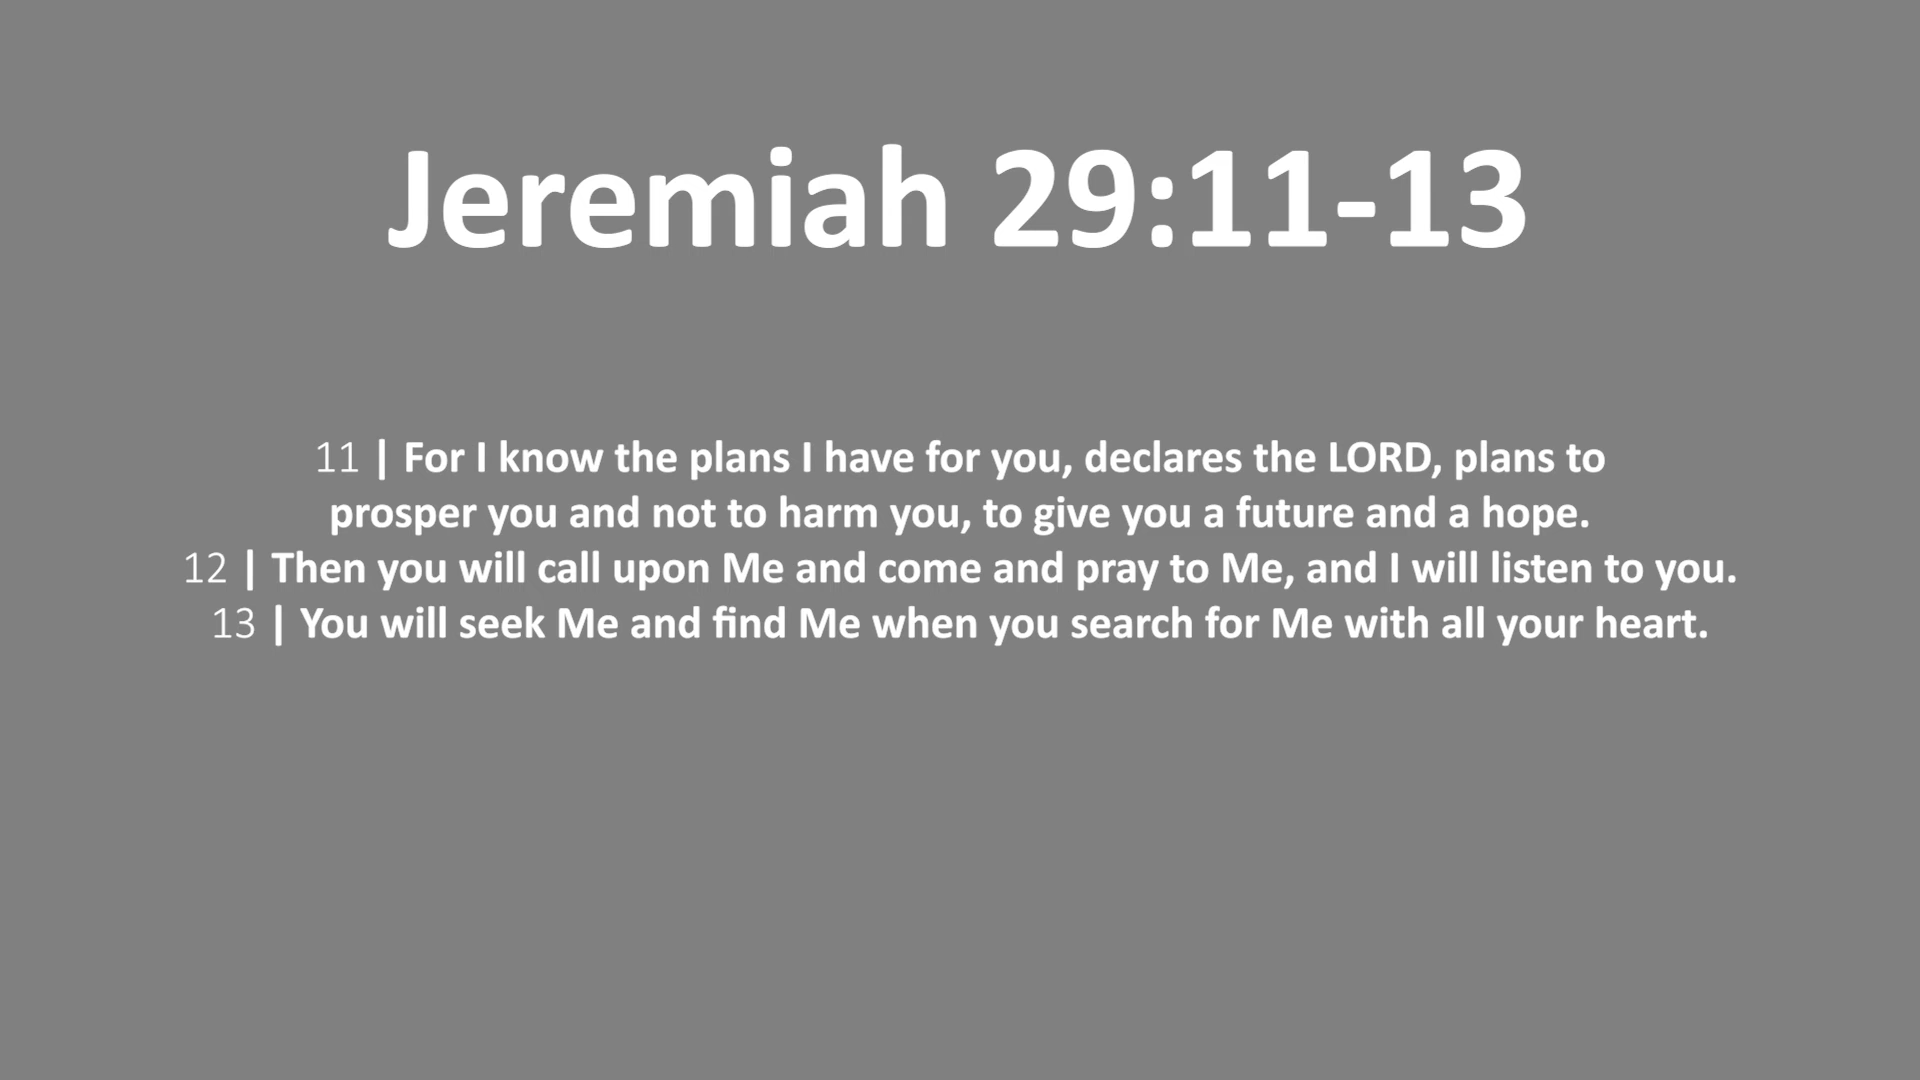 Jeremiah 29:11-13
11 | For I know the plans I have for you, declares the LORD, plans to
prosper you and not to harm you, to give you a future and a hope.
12 | Then you will call upon Me and come and pray to Me, and I will listen to you.
13 | You will seek Me and find Me when you search for Me with all your heart.